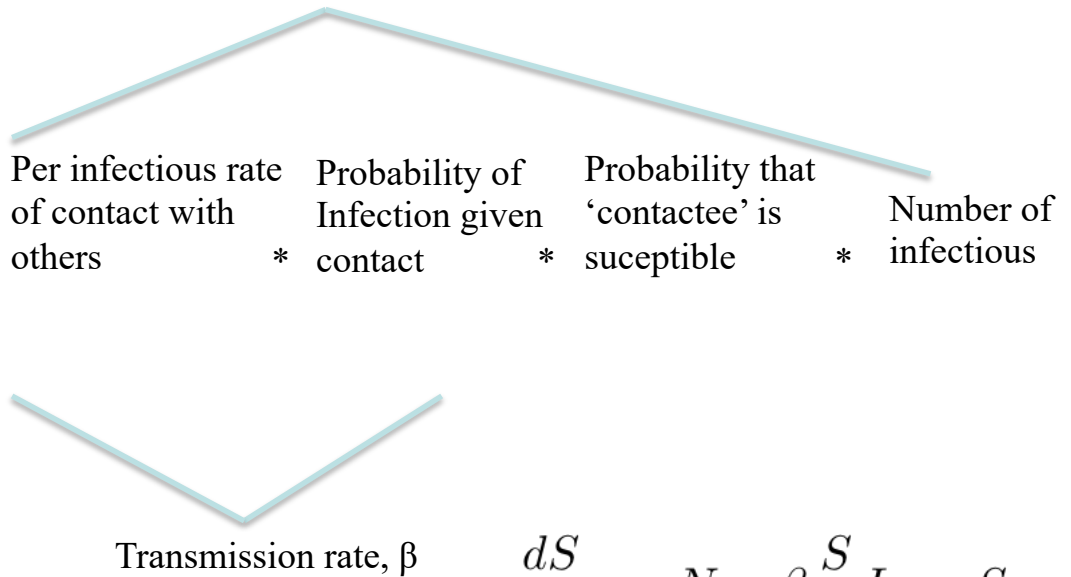 Per infectious rate
of contact with
others *
Probability of
Infection given
contact *
Probability that
‘contactee’ is
suceptible *
Number of
infectious
Transmission rate, β
dS
S